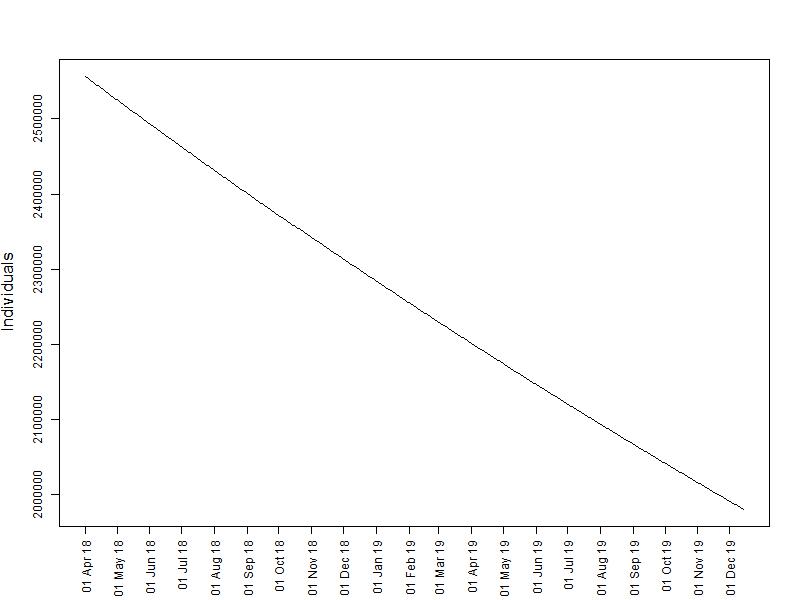 Individuals
2500000
2400000
2300000
2200000
2100000
2000000
01 Apr 18
01 May 18
01 Jun 18
01 Jul 18
01 Aug 18
01 Sep 18
01 Oct 18
01 Nov 18
01 Dec 18
01 Jan 19
01 Feb 19
01 Mar 19
01 Apr 19
01 May 19
01 Jun 19
01 Jul 19
01 Aug 19
01 Sep 19
01 Oct 19
01 Nov 19
01 Dec 19